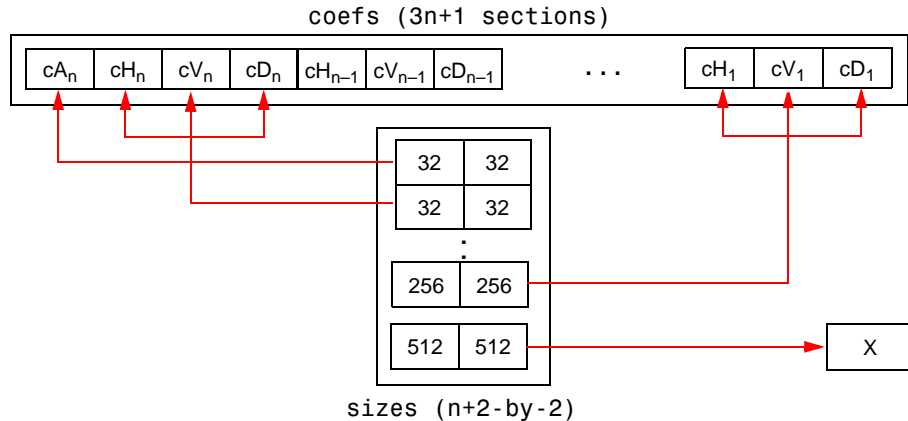 coefs (3n+1 sections)
cAₙ cHₙ cVₙ cDₙ cHₙ₋₁ cVₙ₋₁ cDₙ₋₁ ... cH₁ cV₁ cD₁
32 32
32 32
:
256 256
512 512 X
sizes (n+2-by-2)